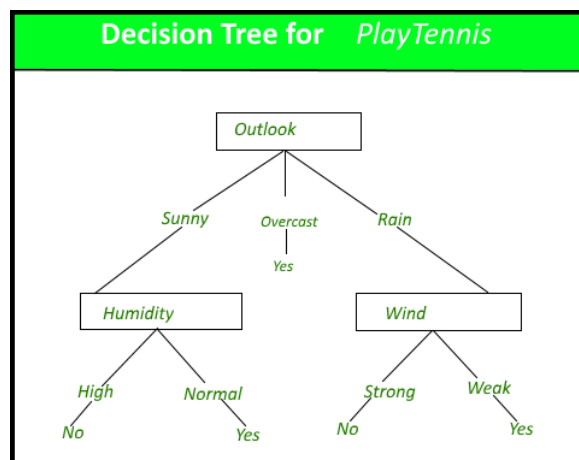 Decision Tree for PlayTennis
Outlook
Sunny Overcast Rain
Yes
Humidity Wind
High Normal Strong Weak
No Yes No Yes